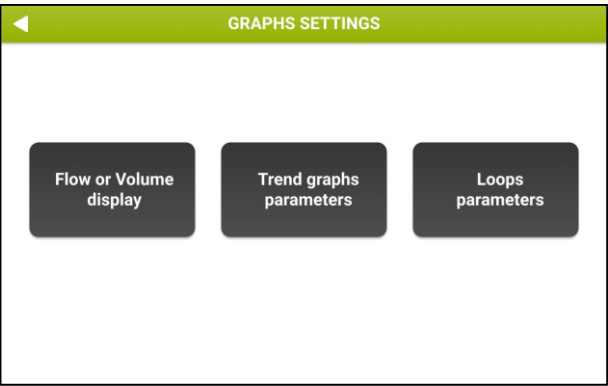 GRAPHS SETTINGS
Flow or Volume
display
Trend graphs
parameters
Loops
parameters